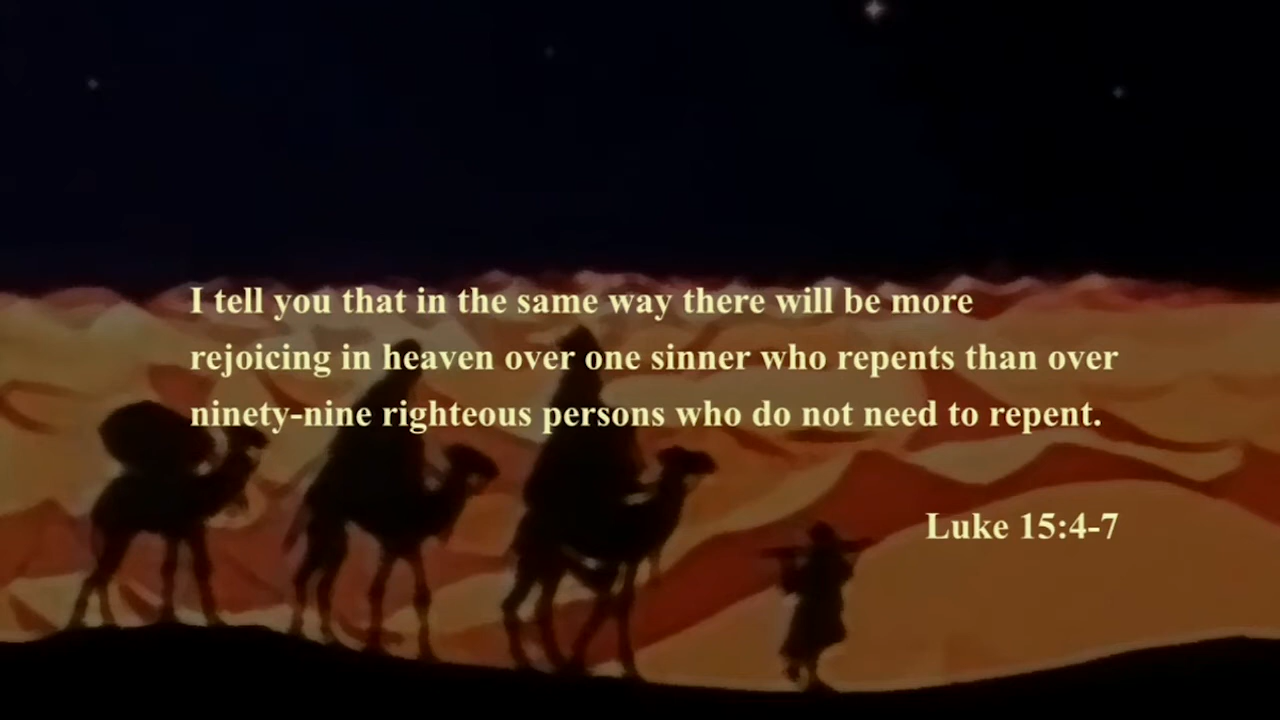 I tell you that in the same way there will be more
rejoicing in heaven over one sinner who repents than over
ninety-nine righteous persons who do not need to repent.
Luke 15:4-7